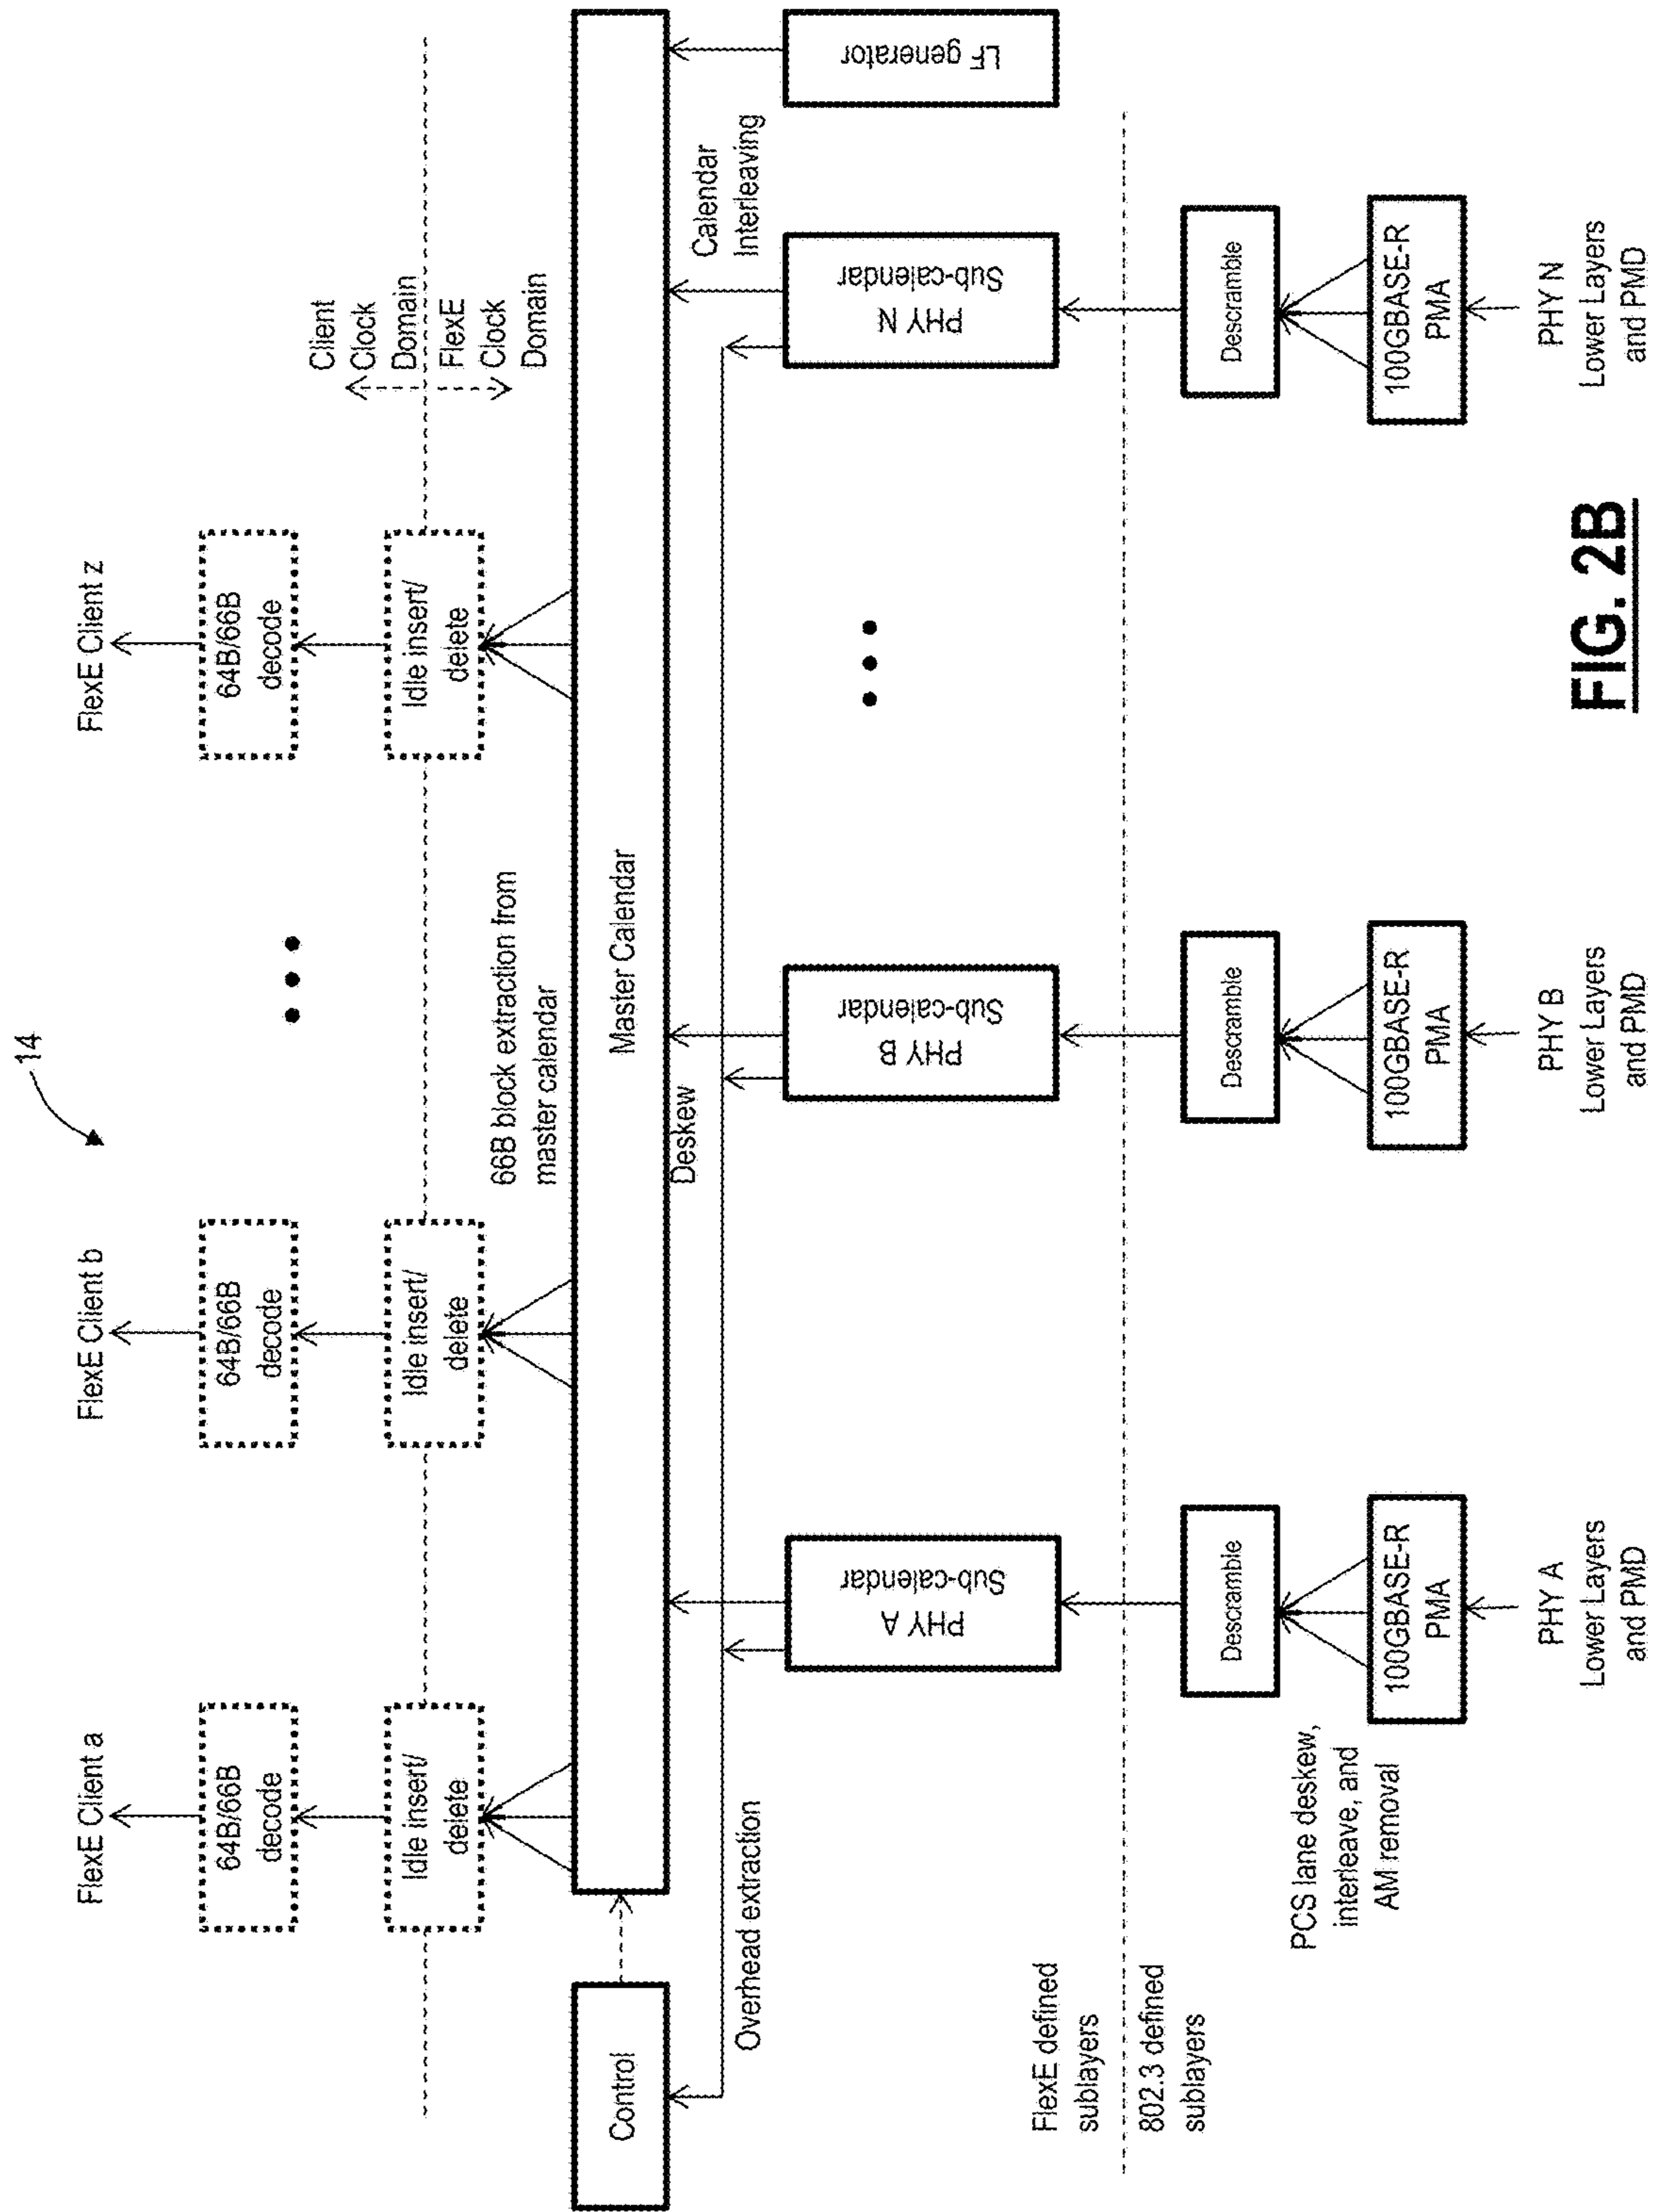 14
FlexE Client a
FlexE Client b
FlexE Client z
64B/66B
decode
64B/66B
decode
64B/66B
decode
Client
Clock
Domain
FlexE
Clock
Domain
Idle insert/
delete
Idle insert/
delete
Idle insert/
delete
66B block extraction from
master calendar
Control
Master Calendar
Deskew
Calendar
Interleaving
Overhead extraction
PHY A
Sub-calendar
PHY B
Sub-calendar
PHY N
Sub-calendar
LF generator
FlexE defined
sublayers
802.3 defined
sublayers
Descramble
Descramble
Descramble
PCS lane deskew,
interleave, and
AM removal
100GBASE-R
PMA
100GBASE-R
PMA
100GBASE-R
PMA
PHY A
Lower Layers
and PMD
PHY B
Lower Layers
and PMD
PHY N
Lower Layers
and PMD
FIG. 2B